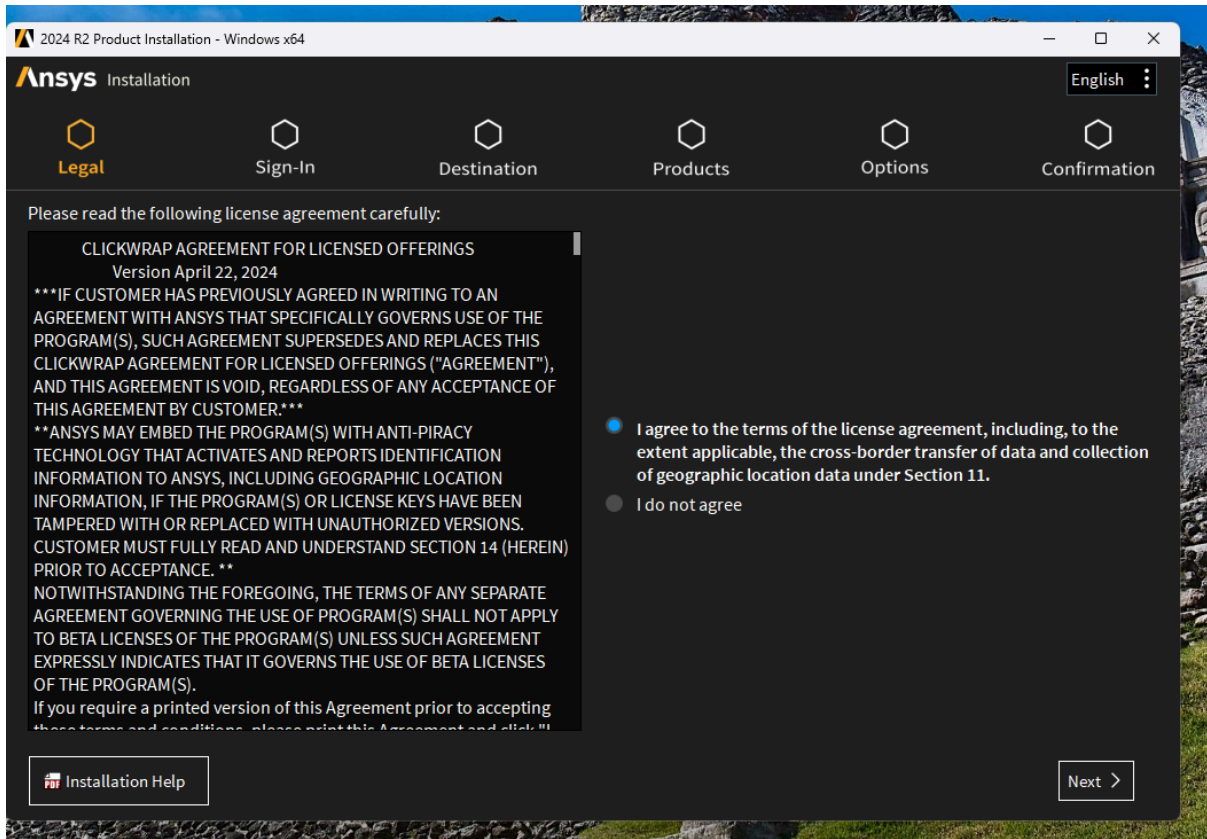 2024 R2 Product Installation - Windows x64
Ansys Installation
English
Legal
Sign-In
Destination
Products
Options
Confirmation
Please read the following license agreement carefully:
CLICKWRAP AGREEMENT FOR LICENSED OFFERINGS
Version April 22, 2024
***IF CUSTOMER HAS PREVIOUSLY AGREED IN WRITING TO AN
AGREEMENT WITH ANSYS THAT SPECIFICALLY GOVERNS USE OF THE
PROGRAM(S), SUCH AGREEMENT SUPERSEDES AND REPLACES THIS
CLICKWRAP AGREEMENT FOR LICENSED OFFERINGS ("AGREEMENT"),
AND THIS AGREEMENT IS VOID, REGARDLESS OF ANY ACCEPTANCE OF
THIS AGREEMENT BY CUSTOMER.***
**ANSYS MAY EMBED THE PROGRAM(S) WITH ANTI-PIRACY
TECHNOLOGY THAT ACTIVATES AND REPORTS IDENTIFICATION
INFORMATION TO ANSYS, INCLUDING GEOGRAPHIC LOCATION
INFORMATION, IF THE PROGRAM(S) OR LICENSE KEYS HAVE BEEN
TAMPERED WITH OR REPLACED WITH UNAUTHORIZED VERSIONS.
CUSTOMER MUST FULLY READ AND UNDERSTAND SECTION 14 (HEREIN)
PRIOR TO ACCEPTANCE. **
NOTWITHSTANDING THE FOREGOING, THE TERMS OF ANY SEPARATE
AGREEMENT GOVERNING THE USE OF PROGRAM(S) SHALL NOT APPLY
TO BETA LICENSES OF THE PROGRAM(S) UNLESS SUCH AGREEMENT
EXPRESSLY INDICATES THAT IT GOVERNS THE USE OF BETA LICENSES
OF THE PROGRAM(S).
If you require a printed version of this Agreement prior to accepting
these terms and conditions, please print this Agreement and click "I
I agree to the terms of the license agreement, including, to the
extent applicable, the cross-border transfer of data and collection
of geographic location data under Section 11.
I do not agree
PDF Installation Help
Next >